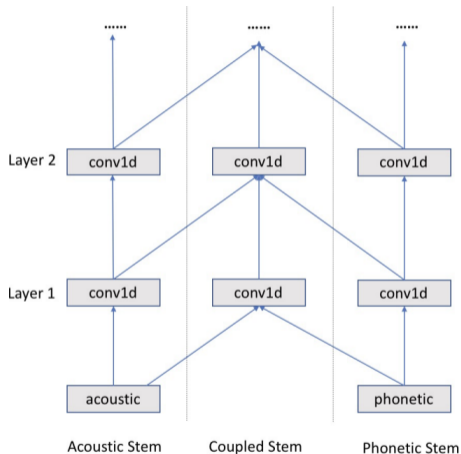 ...... ...... ......
Layer 2 conv1d conv1d conv1d
Layer 1 conv1d conv1d conv1d
acoustic phonetic
Acoustic Stem Coupled Stem Phonetic Stem